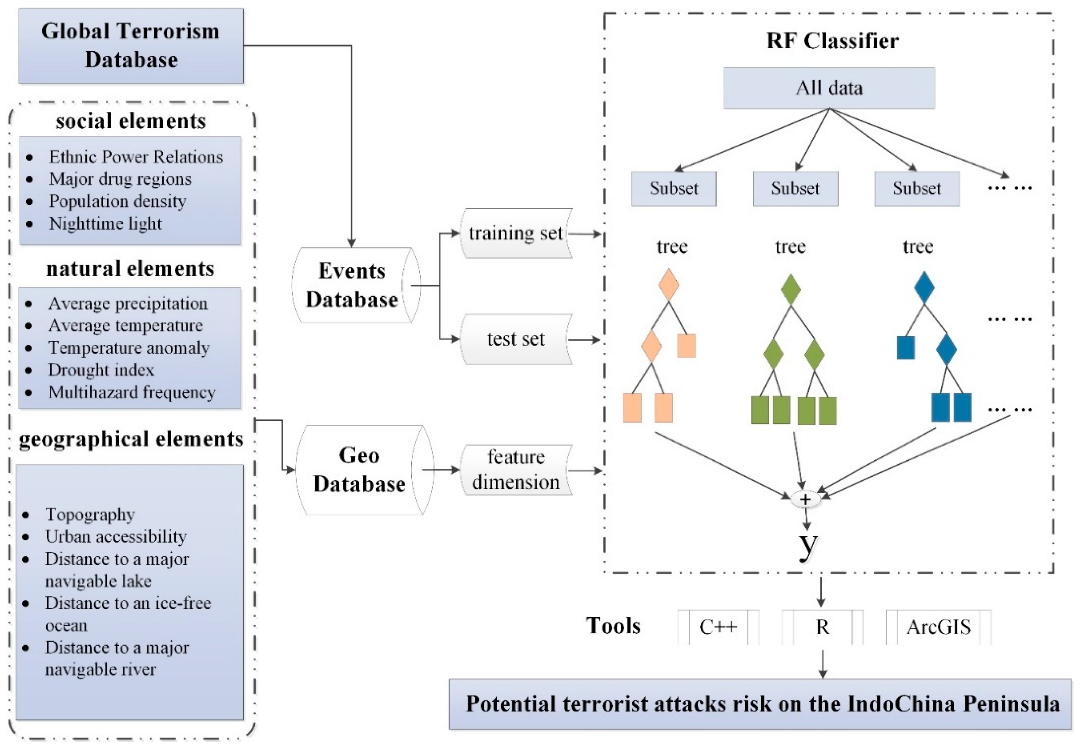 Global Terrorism
Database
social elements
• Ethnic Power Relations
• Major drug regions
• Population density
• Nighttime light
natural elements
• Average precipitation
• Average temperature
• Temperature anomaly
• Drought index
• Multihazard frequency
geographical elements
• Topography
• Urban accessibility
• Distance to a major
navigable lake
• Distance to an ice-free
ocean
• Distance to a major
navigable river
Events
Database
Geo
Database
training set
test set
feature
dimension
RF Classifier
All data
Subset
Subset
Subset
... ...
tree
tree
tree
... ...
... ...
+
y
Tools
C++
R
ArcGIS
Potential terrorist attacks risk on the IndoChina Peninsula